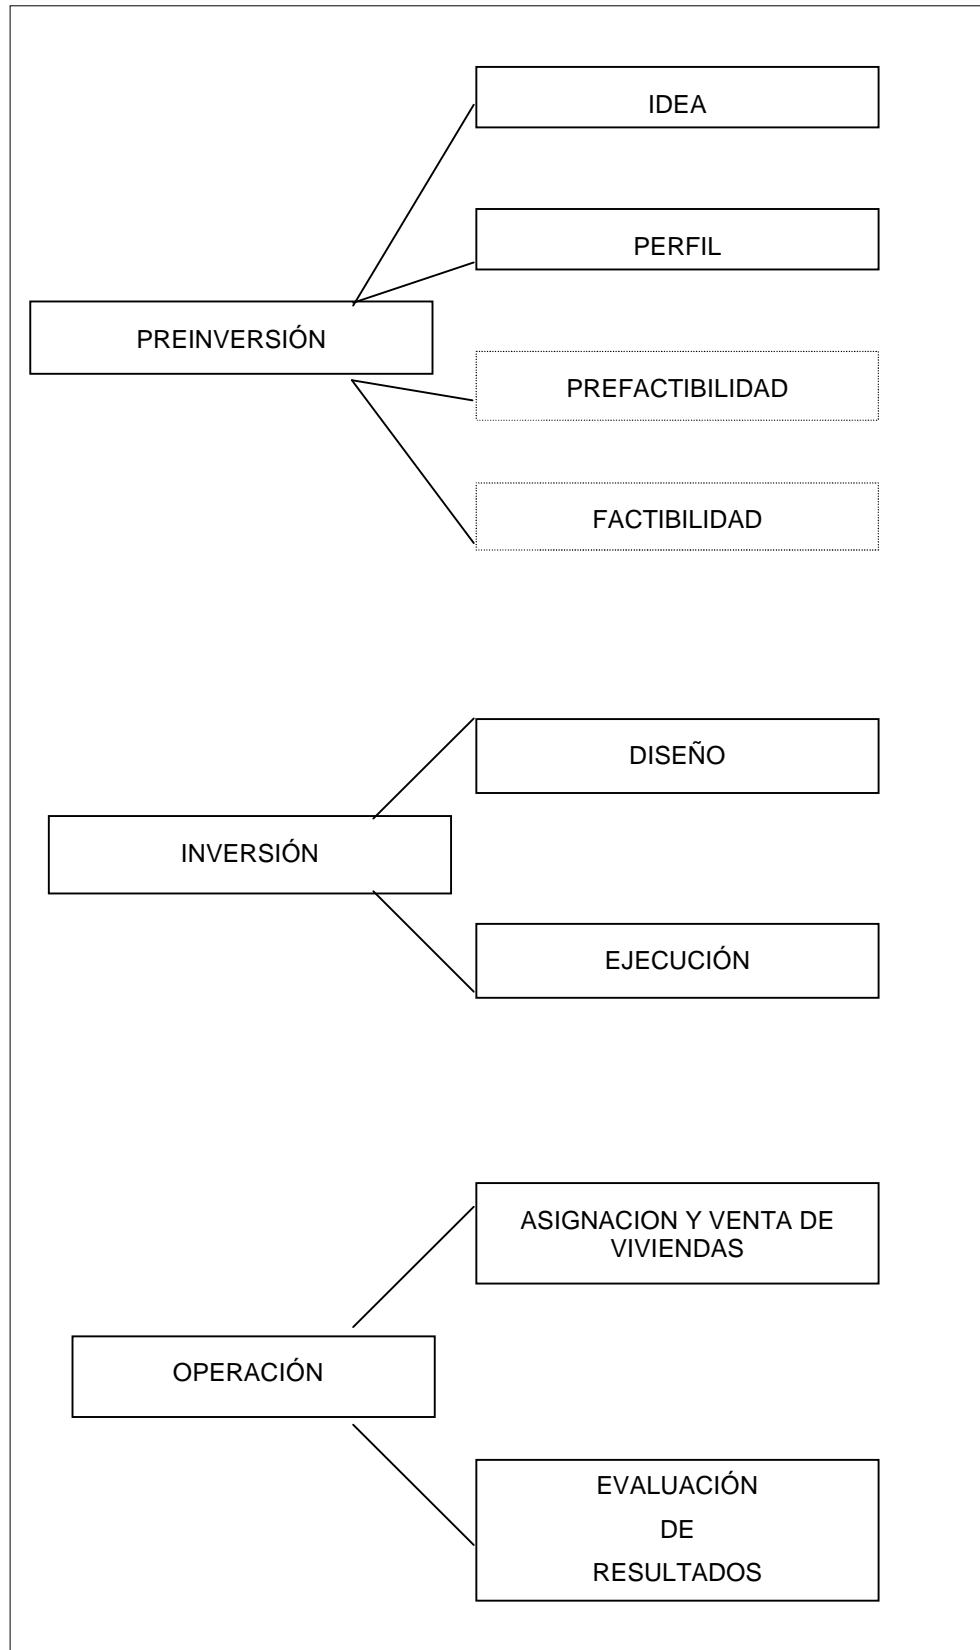 IDEA
PERFIL
PREINVERSIÓN
PREFACTIBILIDAD
FACTIBILIDAD
DISEÑO
INVERSIÓN
EJECUCIÓN
ASIGNACION Y VENTA DE
VIVIENDAS
OPERACIÓN
EVALUACIÓN
DE
RESULTADOS